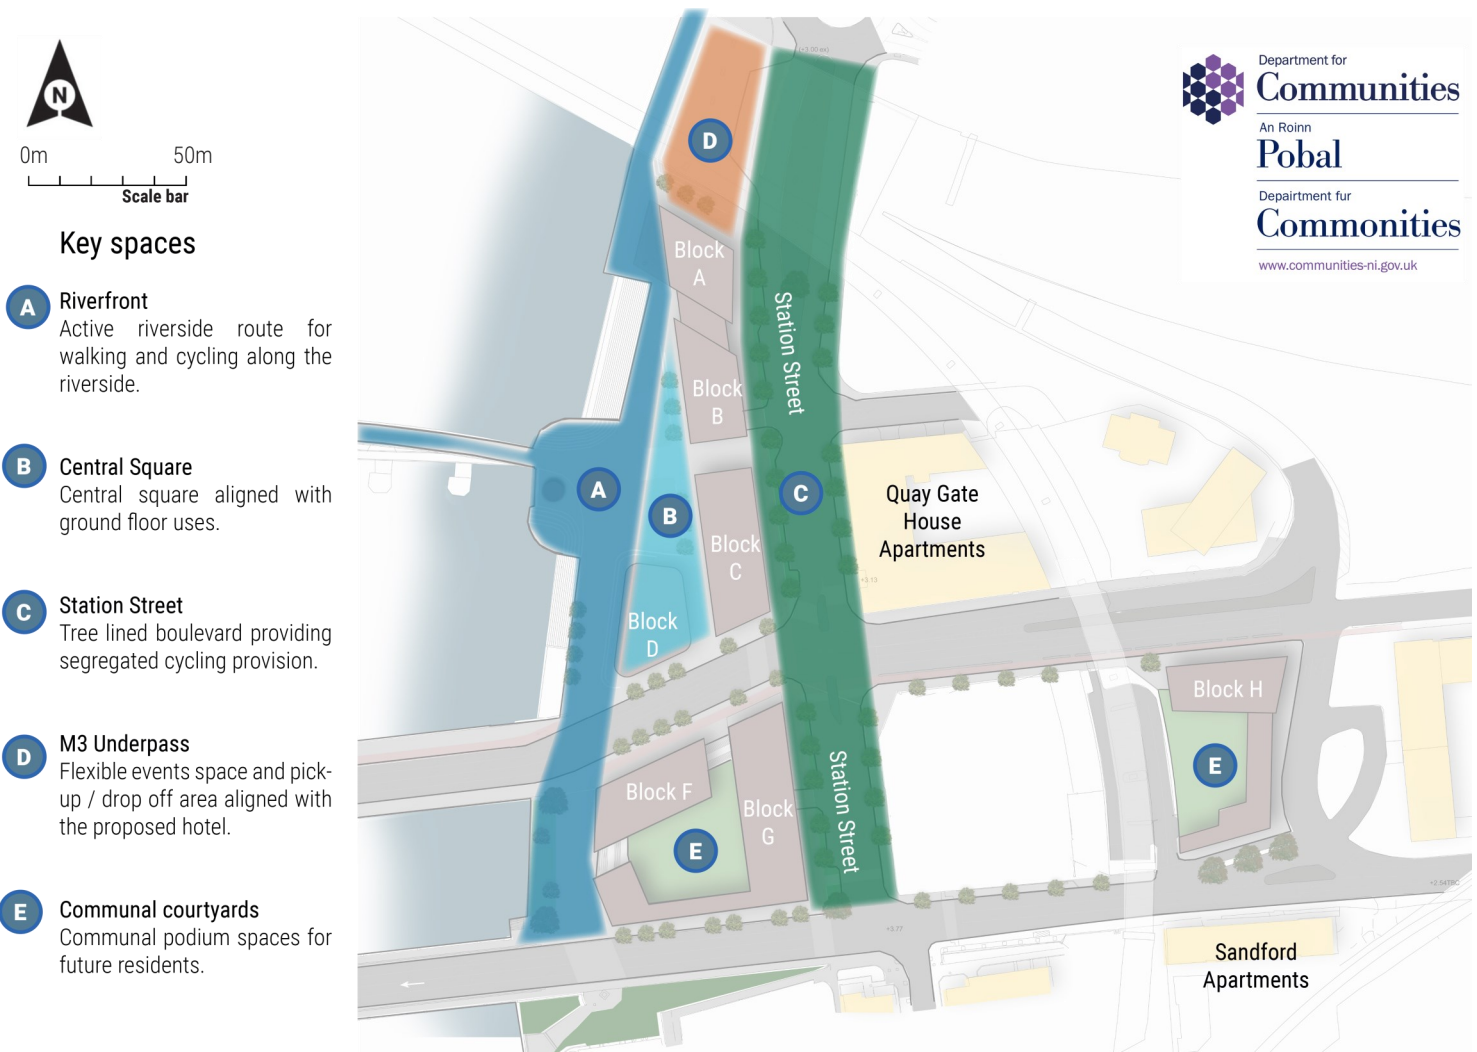 N
0m 50m
Scale bar
Key spaces
A
Riverfront
Active riverside route for
walking and cycling along the
riverside.
B
Central Square
Central square aligned with
ground floor uses.
C
Station Street
Tree lined boulevard providing
segregated cycling provision.
D
M3 Underpass
Flexible events space and pick-
up / drop off area aligned with
the proposed hotel.
E
Communal courtyards
Communal podium spaces for
future residents.
Department for
Communities
An Roinn
Pobal
Depairtment fur
Commonities
www.communities-ni.gov.uk
D
Block
A
Station Street
Block
B
A
B
C
Quay Gate
House
Apartments
Block
C
+3.13
Block
D
Block H
E
Block F
Block
G
Station Street
E
+3.77
Sandford
Apartments